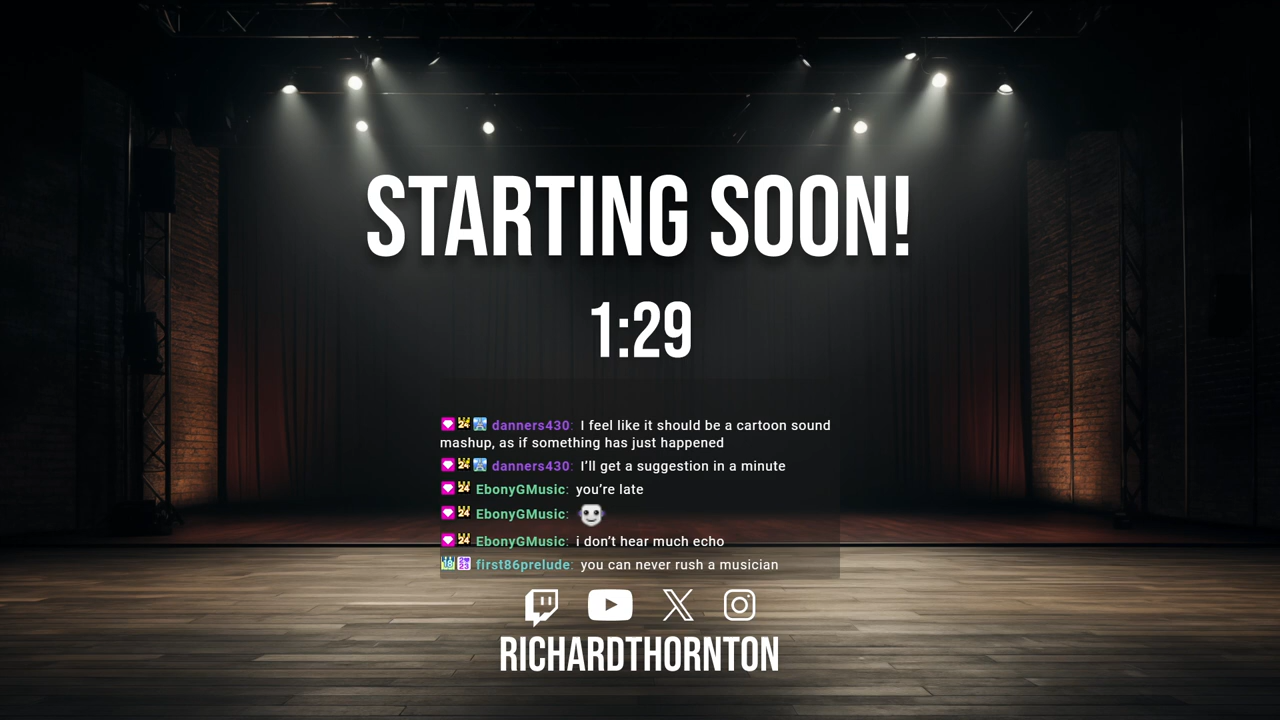 STARTING SOON!
1:29
danners430: I feel like it should be a cartoon sound
mashup, as if something has just happened
danners430: I'll get a suggestion in a minute
EbonyGMusic: you're late
EbonyGMusic:
EbonyGMusic: i don't hear much echo
first86prelude: you can never rush a musician
RICHARDTHORNTON